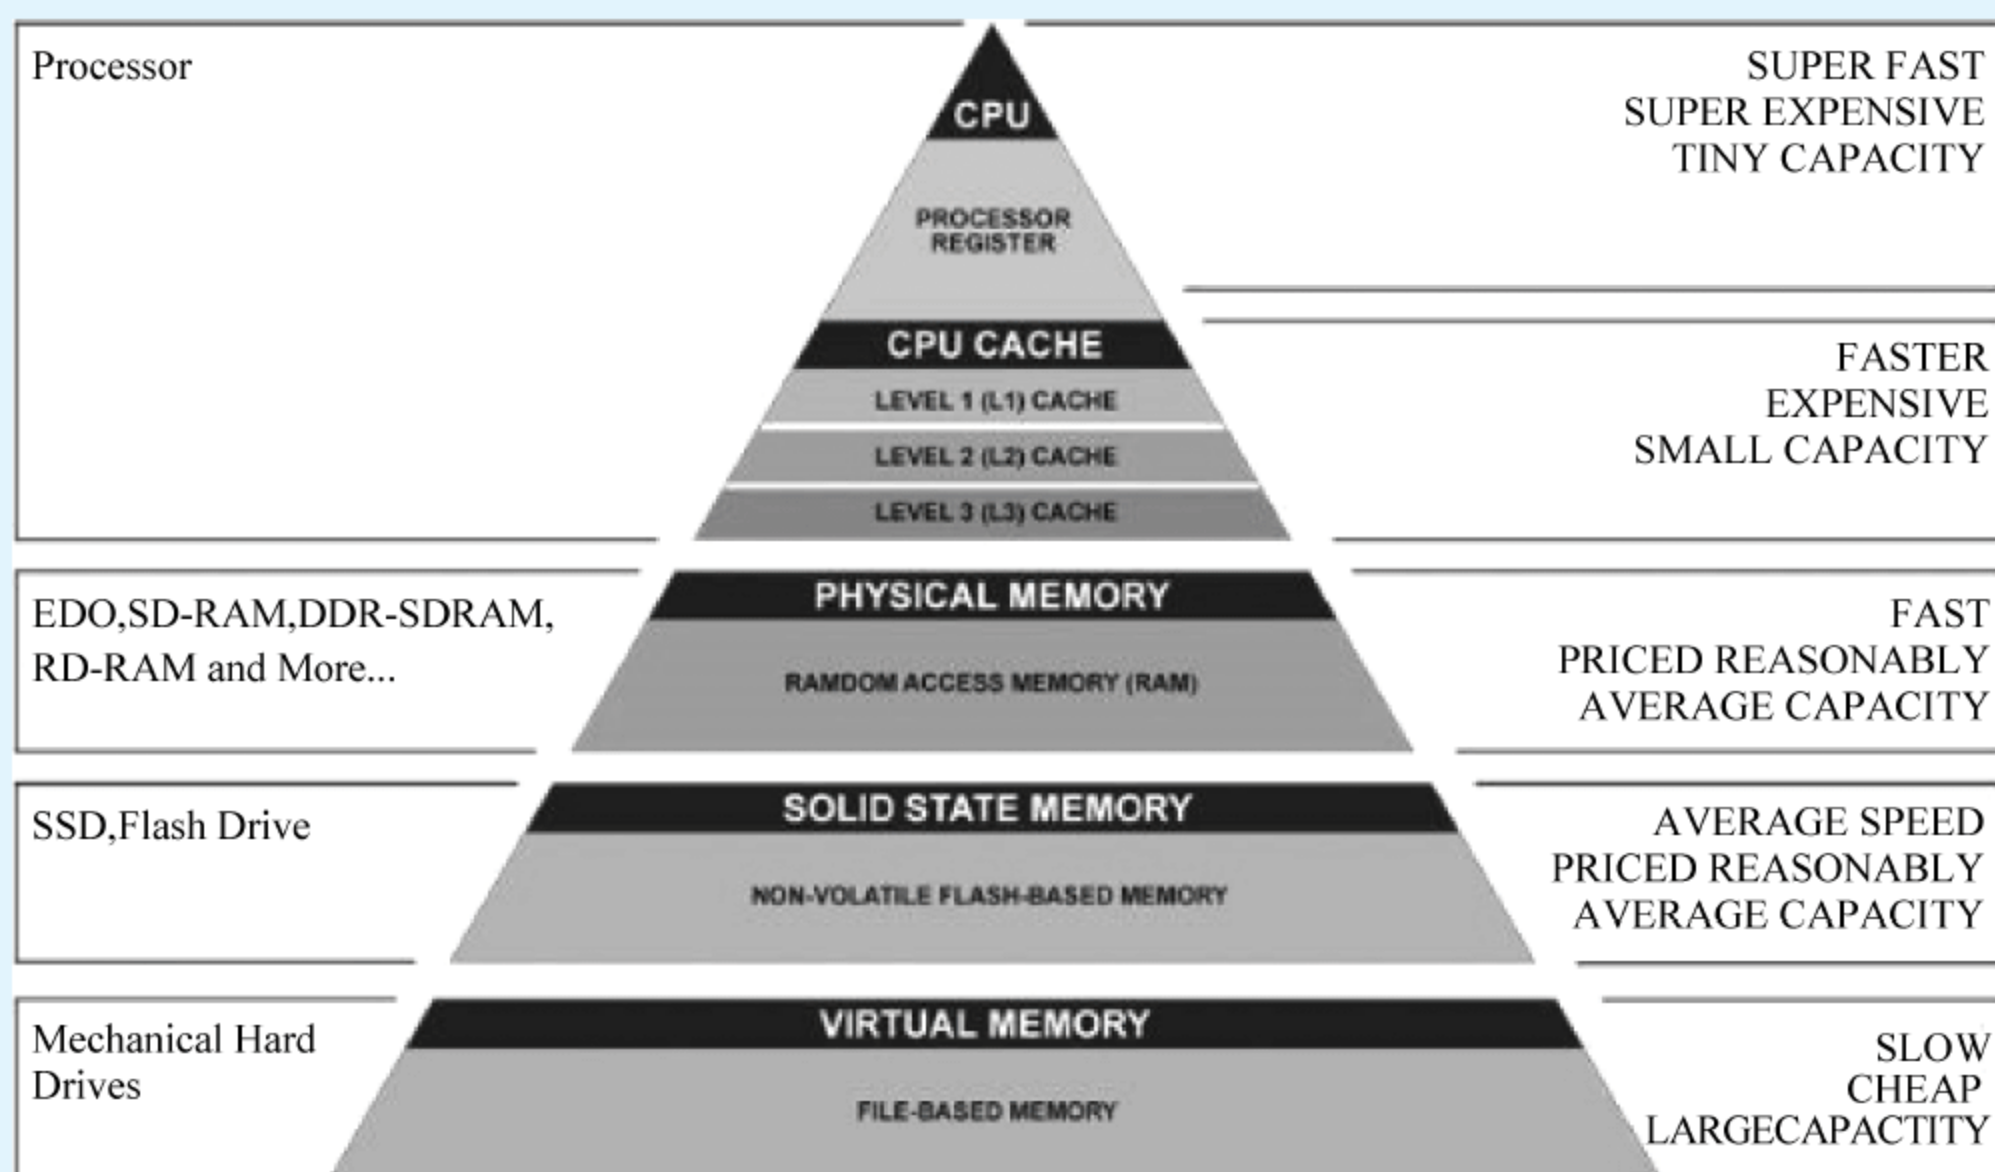 Processor
CPU
PROCESSOR
REGISTER
SUPER FAST
SUPER EXPENSIVE
TINY CAPACITY
CPU CACHE
LEVEL 1 (L1) CACHE
LEVEL 2 (L2) CACHE
LEVEL 3 (L3) CACHE
FASTER
EXPENSIVE
SMALL CAPACITY
EDO,SD-RAM,DDR-SDRAM,
RD-RAM and More...
PHYSICAL MEMORY
RAMDOM ACCESS MEMORY (RAM)
FAST
PRICED REASONABLY
AVERAGE CAPACITY
SSD,Flash Drive
SOLID STATE MEMORY
NON-VOLATILE FLASH-BASED MEMORY
AVERAGE SPEED
PRICED REASONABLY
AVERAGE CAPACITY
Mechanical Hard
Drives
VIRTUAL MEMORY
FILE-BASED MEMORY
SLOW
CHEAP
LARGECAPACTITY